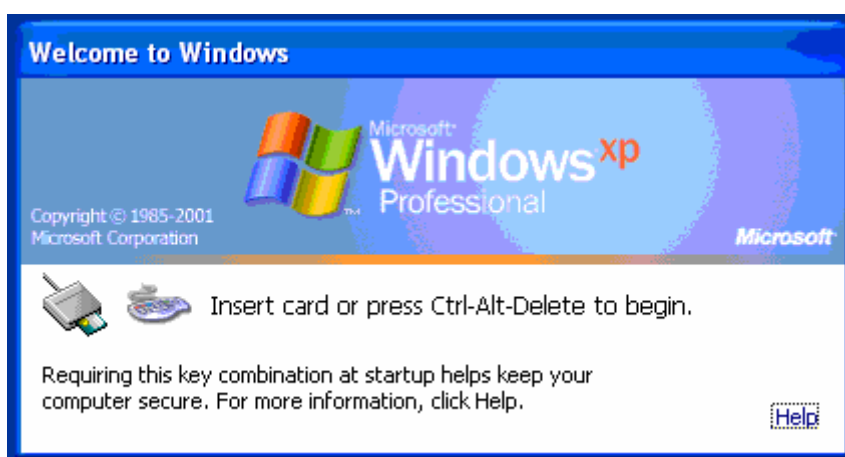 Welcome to Windows
Microsoft
Windows xp
Professional
TM
Copyright © 1985-2001
Microsoft Corporation
Microsoft
Insert card or press Ctrl-Alt-Delete to begin.
Requiring this key combination at startup helps keep your
computer secure. For more information, click Help.
Help